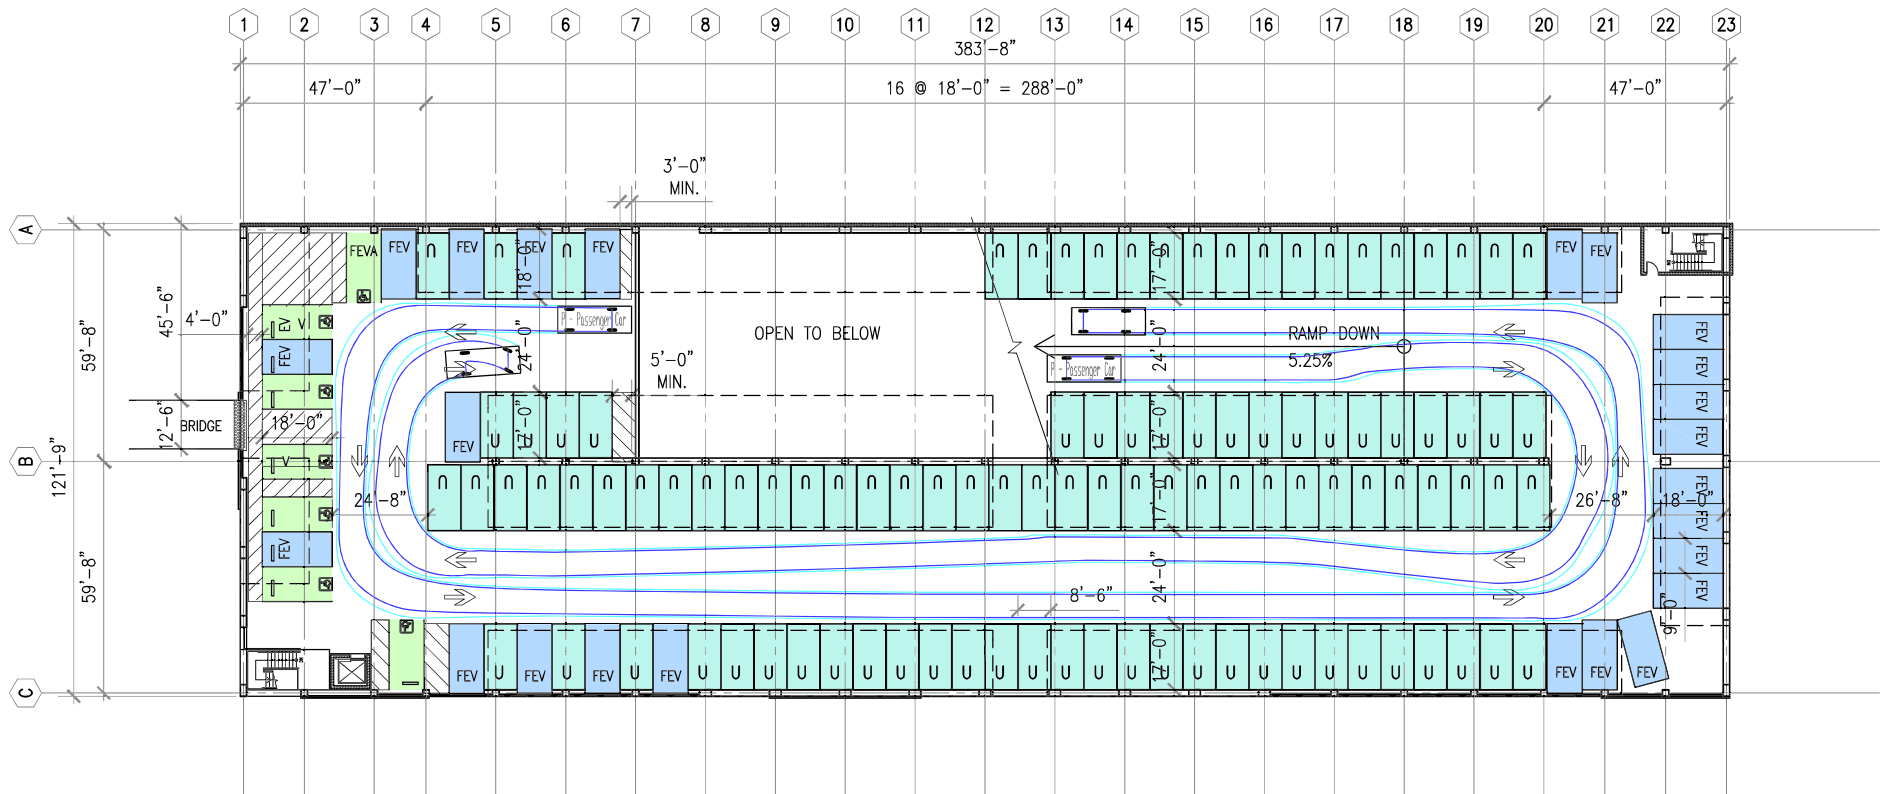 1 2 3 4 5 6 7 8 9 10 11 12 13 14 15 16 17 18 19 20 21 22 23
383'-8"
47'-0" 16 @ 18'-0" = 288'-0" 47'-0"
3'-0"
MIN.
A
FEVA FEV FEV FEV FEV FEV FEV
n n n n n n n n n n n n n n n n n n n n
18'-0" 17'-0"
45'-6"
4'-0"
59'-8"
EV V
P - Passenger Car
FEV
24'-0"
OPEN TO BELOW
24'-0"
RAMP DOWN
5.25%
P - Passenger Car
FEV
FEV
FEV
FEV
5'-0"
MIN.
12'-6"
BRIDGE
18'-0"
FEV
17'-0"
U U U U
17'-0"
U U U U U U U U U U U U U U
B
V
121'-9"
n n n n n n n n n n n n n n n n n n n n n n n n n n n n n n n n n n
24'-8"
17'-0"
26'-8"
18'-0"
FEV
FEV
FEV
FEV
FEV
59'-8"
24'-0"
8'-6"
9'-0"
17'-0"
FEV U FEV U FEV U FEV U U U U U U U U U U U U U U U U U U U U U U U U U FEV FEV FEV
C